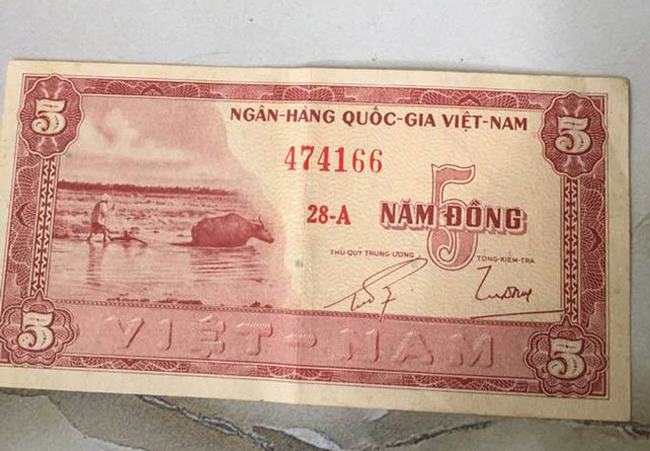 5 5
NGÂN-HÀNG QUỐC-GIA VIỆT-NAM
474166
28-A NĂM ĐỒNG
5
THỦ-QUỸ TRUNG-ƯƠNG TỔNG-KIỂM-TRA
VIỆT-NAM
5 5